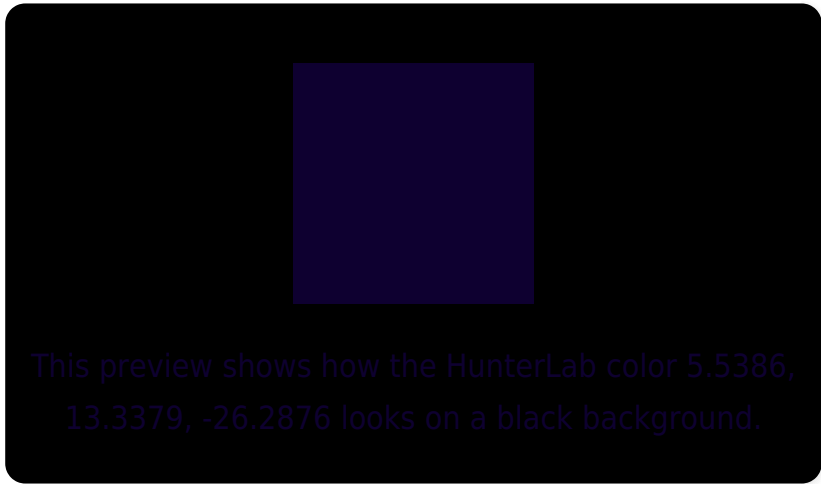 This preview shows how the HunterLab color 5.5386,
13.3379, -26.2876 looks on a black background.